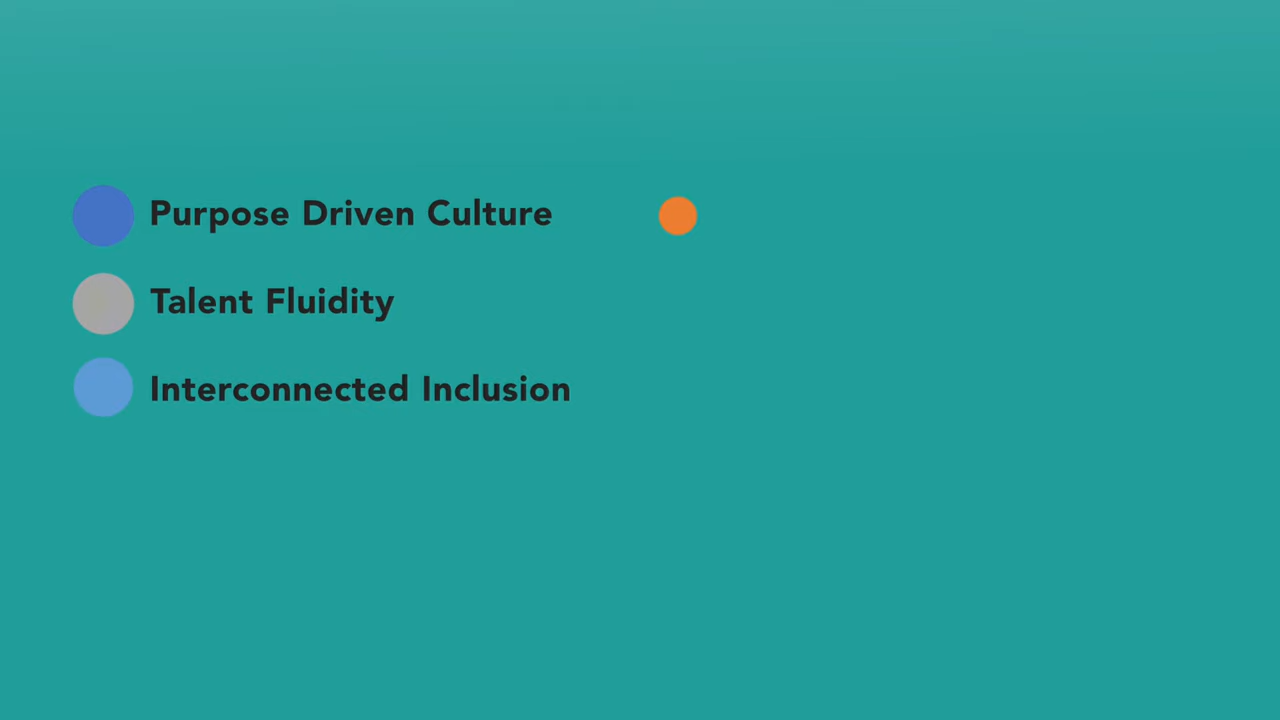 Purpose Driven Culture
Talent Fluidity
Interconnected Inclusion